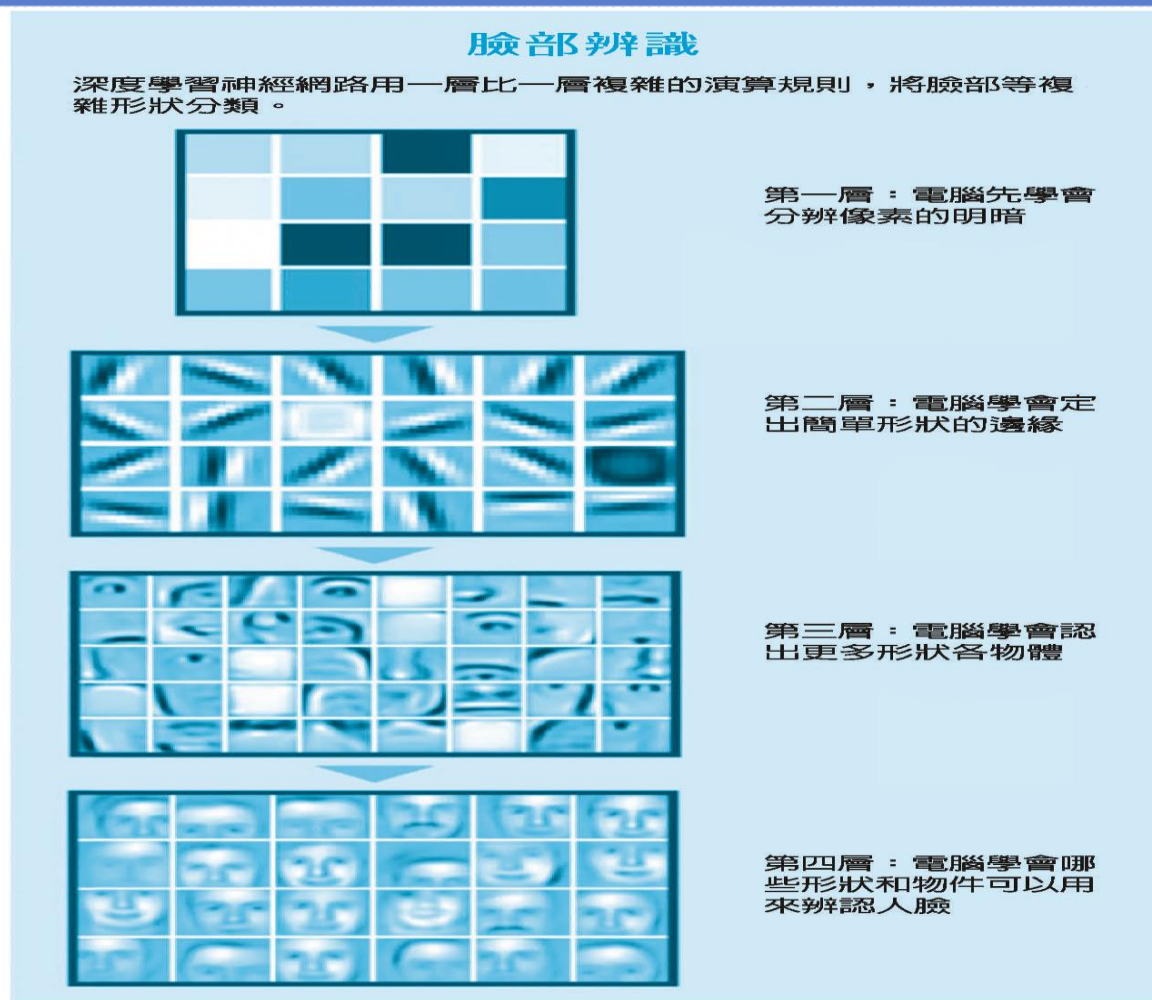 臉部辨識
深度學習神經網路用一層比一層複雜的演算規則，將臉部等複
雜形狀分類。
第一層：電腦先學會
分辨像素的明暗
第二層：電腦學會定
出簡單形狀的邊緣
第三層：電腦學會認
出更多形狀各物體
第四層：電腦學會哪
些形狀和物件可以用
來辨認人臉